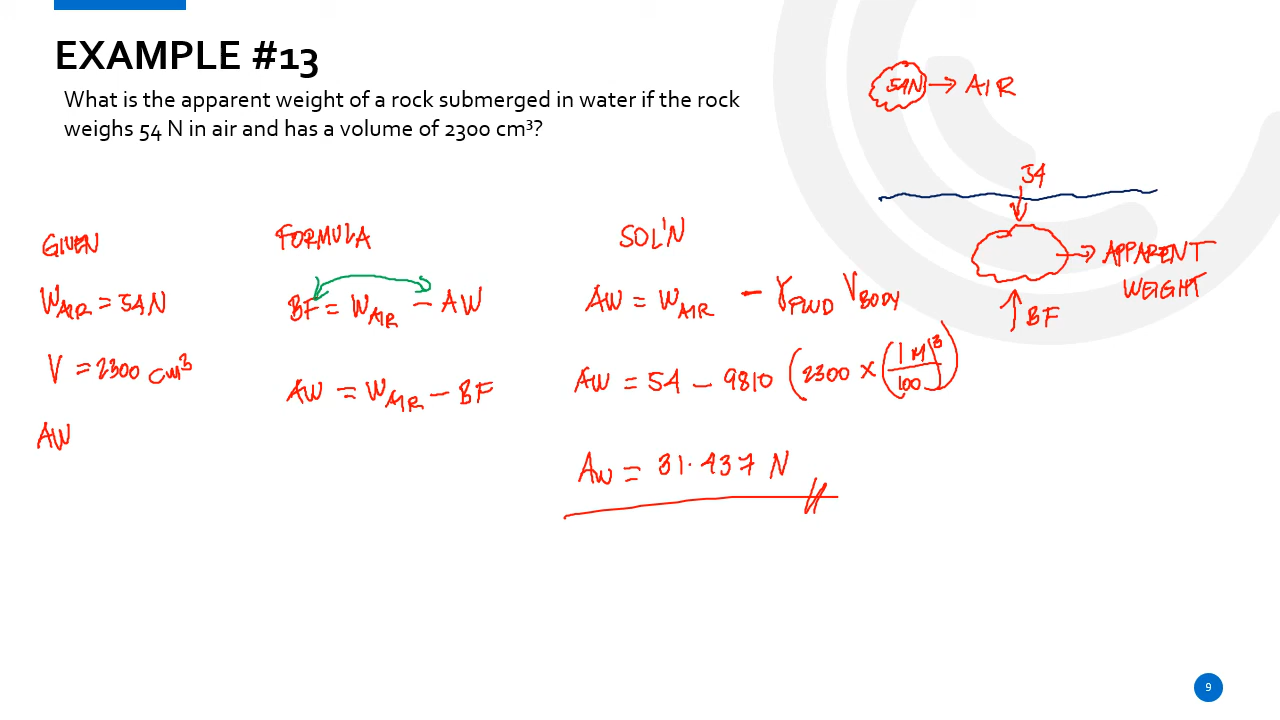 EXAMPLE #13
What is the apparent weight of a rock submerged in water if the rock
weighs 54 N in air and has a volume of 2300 cm³?
54N → AIR
54
APPARENT
WEIGHT
BF
GIVEN
W_AIR = 54N
V = 2300 cm³
AW
FORMULA
BF = W_AIR - AW
AW = W_AIR - BF
SOL'N
AW = W_AIR - γ_FWD V_BODY
AW = 54 - 9810 (2300 × (1M/100)³)
AW = 31.437 N
9